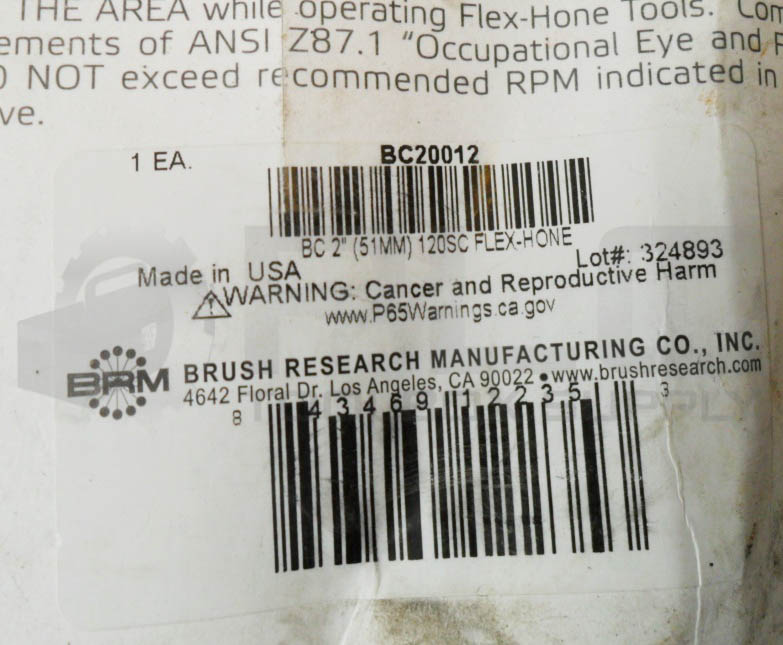 THE AREA while operating Flex-Hone Tools. Con
ements of ANSI Z87.1 "Occupational Eye and F
O NOT exceed recommended RPM indicated in
ve.
1 EA.
BC20012
BC 2" (51MM) 120SC FLEX-HONE
Lot#: 324893
Made in USA
WARNING: Cancer and Reproductive Harm
www.P65Warnings.ca.gov
BRM
BRUSH RESEARCH MANUFACTURING CO., INC.
4642 Floral Dr. Los Angeles, CA 90022 • www.brushresearch.com
8 43469 12235 3